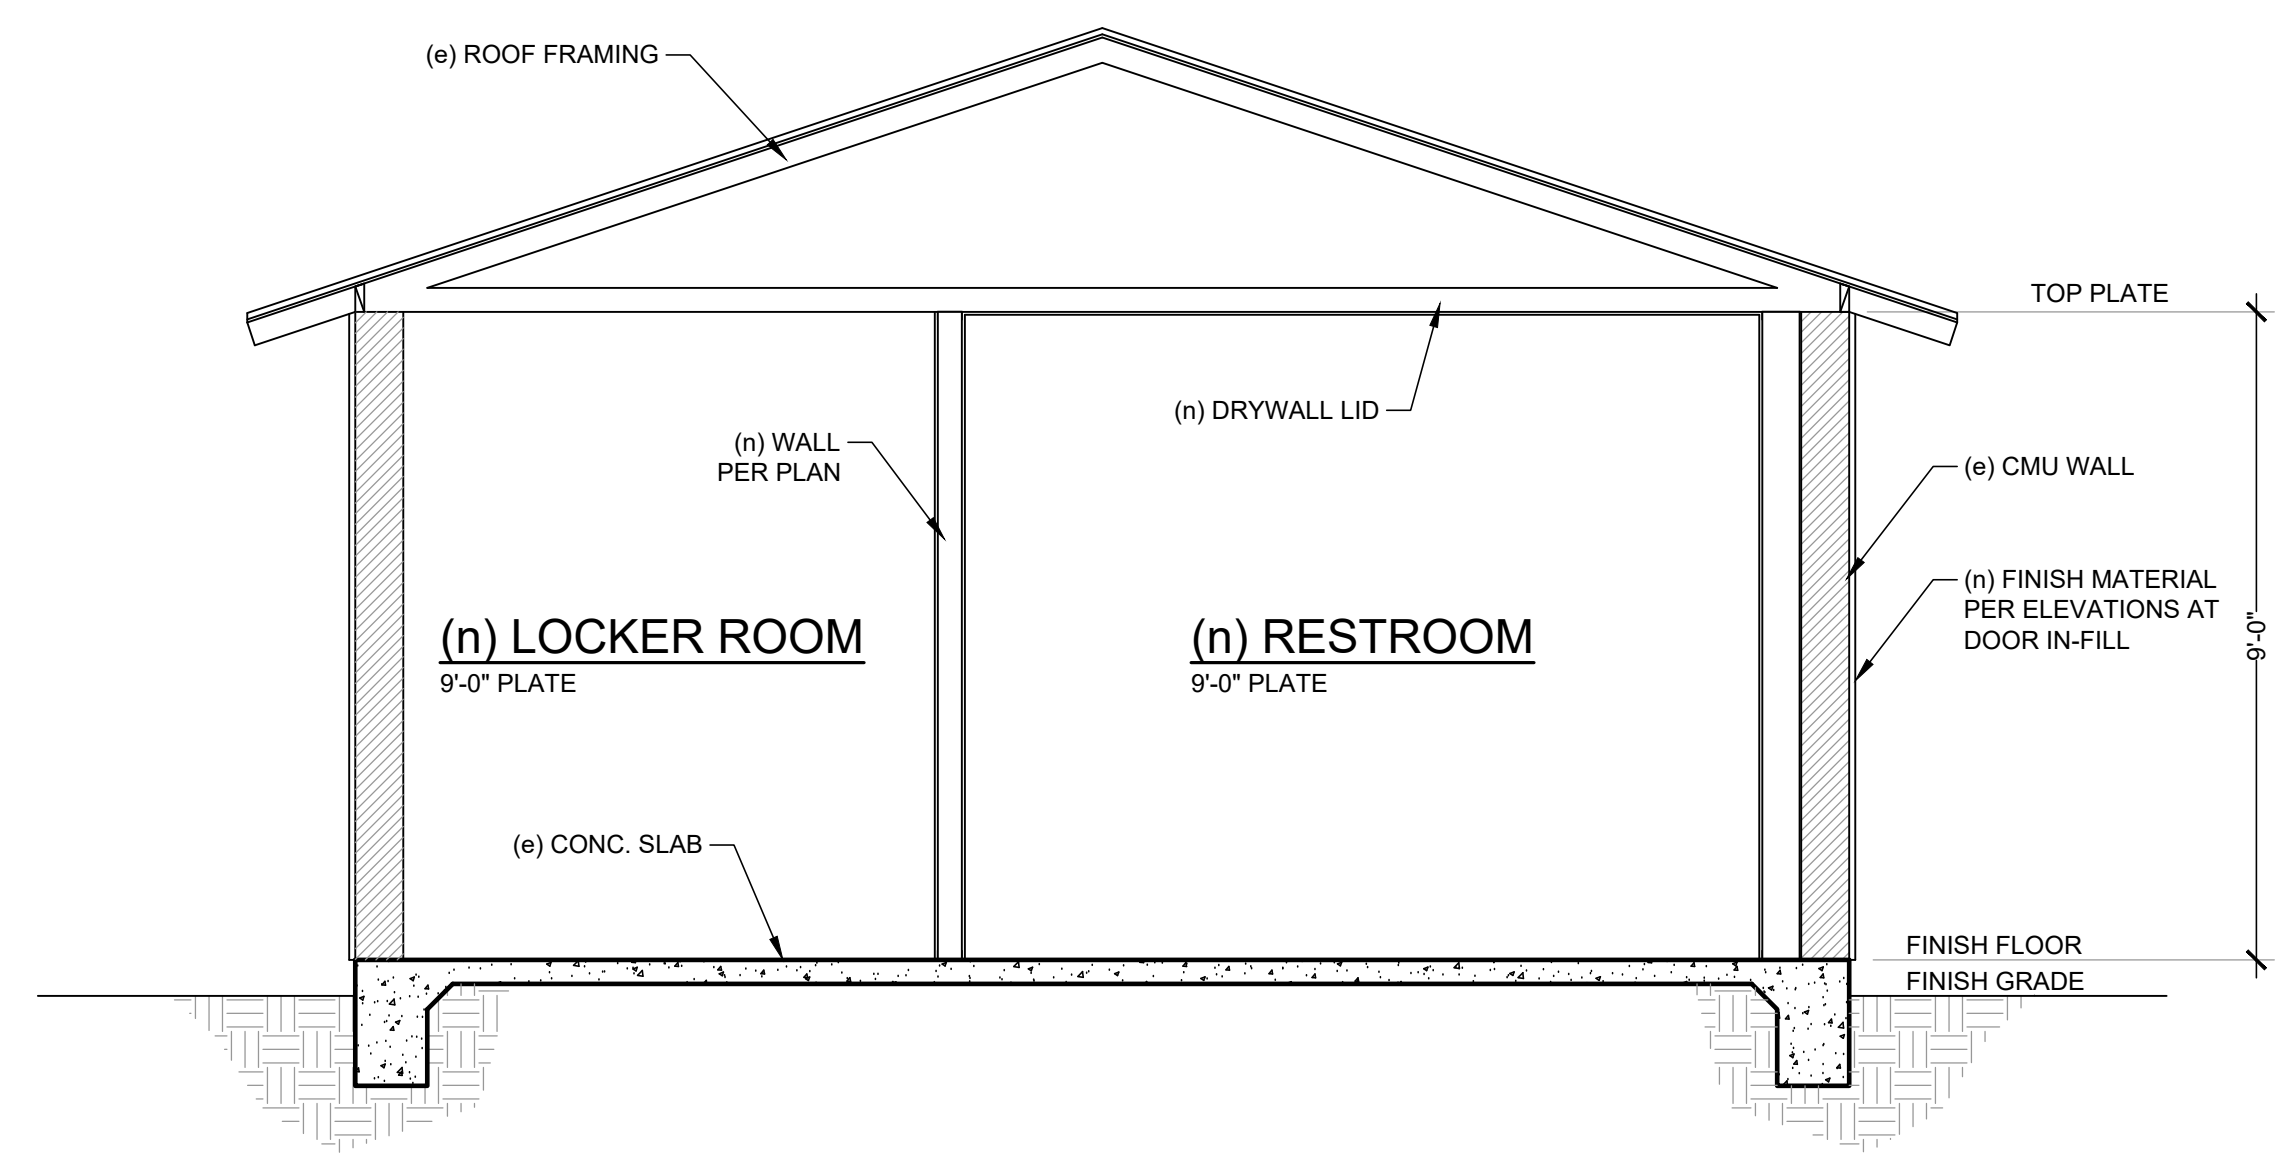 (e) ROOF FRAMING
TOP PLATE
(n) DRYWALL LID
(n) WALL
PER PLAN
(e) CMU WALL
(n) FINISH MATERIAL
PER ELEVATIONS AT
DOOR IN-FILL
9'-0"
(n) LOCKER ROOM
9'-0" PLATE
(n) RESTROOM
9'-0" PLATE
(e) CONC. SLAB
FINISH FLOOR
FINISH GRADE